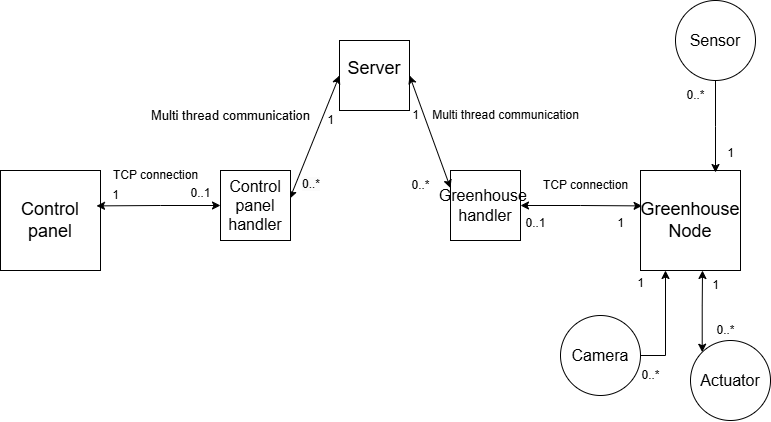 Sensor
Server
0..*
Multi thread communication
1
1
Multi thread communication
1
TCP connection
1
0..1
Control
panel
handler
0..*
0..*
Greenhouse
handler
TCP connection
0..1
1
Control
panel
Greenhouse
Node
1
1
0..*
Camera
0..*
Actuator